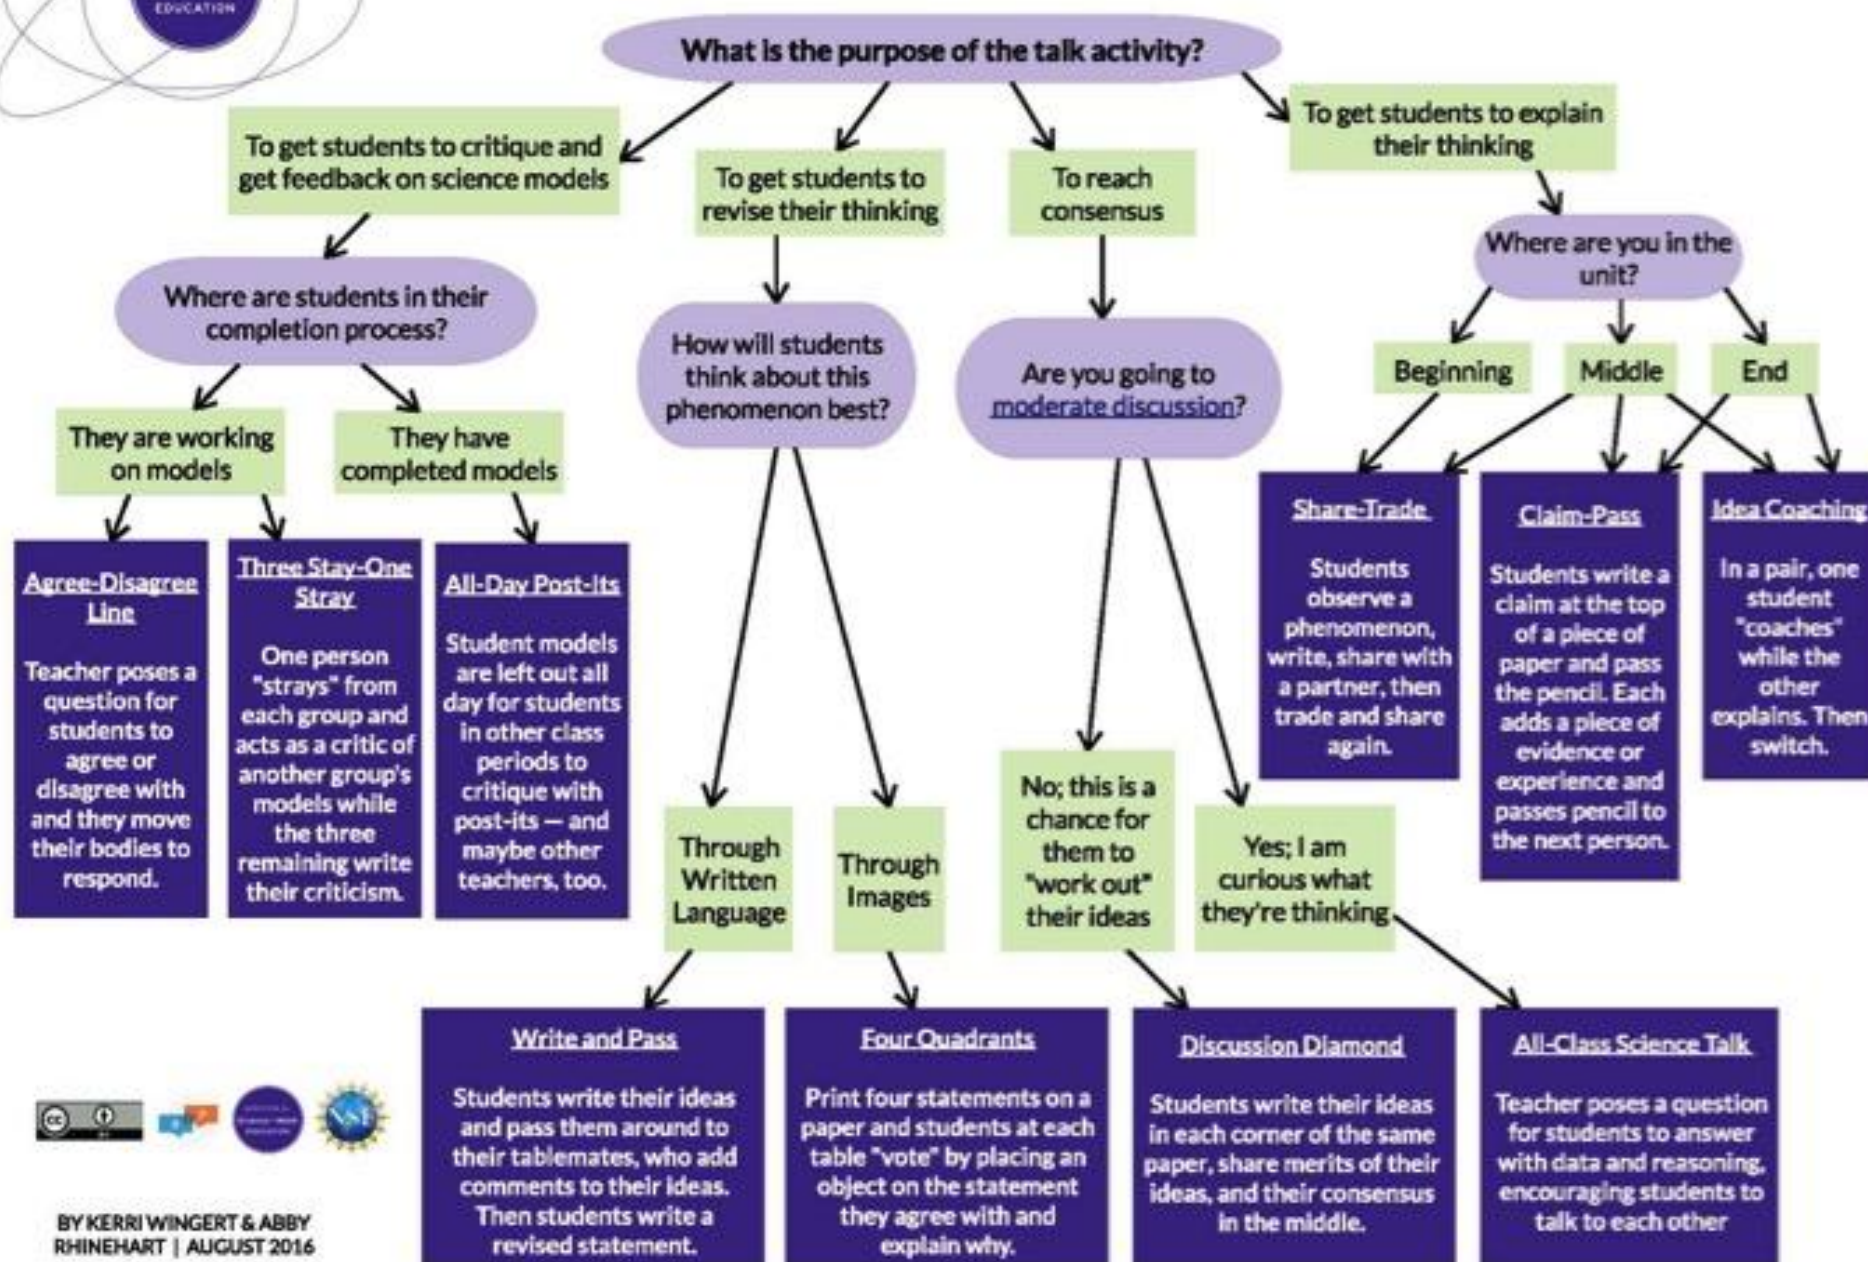 EDUCATION
What is the purpose of the talk activity?
To get students to critique and
get feedback on science models
To get students to
revise their thinking
To reach
consensus
To get students to explain
their thinking
Where are students in their
completion process?
How will students
think about this
phenomenon best?
Are you going to
moderate discussion?
Where are you in the
unit?
Beginning
Middle
End
They are working
on models
They have
completed models
Agree-Disagree
Line
Teacher poses a
question for
students to
agree or
disagree with
and they move
their bodies to
respond.
Three Stay-One
Stray
One person
"strays" from
each group and
acts as a critic of
another group's
models while
the three
remaining write
their criticism.
All-Day Post-Its
Student models
are left out all
day for students
in other class
periods to
critique with
post-its — and
maybe other
teachers, too.
Share-Trade
Students
observe a
phenomenon,
write, share with
a partner, then
trade and share
again.
Claim-Pass
Students write a
claim at the top
of a piece of
paper and pass
the pencil. Each
adds a piece of
evidence or
experience and
passes pencil to
the next person.
Idea Coaching
In a pair, one
student
"coaches"
while the
other
explains. Then
switch.
Through
Written
Language
Through
Images
No; this is a
chance for
them to
"work out"
their ideas
Yes; I am
curious what
they're thinking
Write and Pass
Students write their ideas
and pass them around to
their tablemates, who add
comments to their ideas.
Then students write a
revised statement.
Four Quadrants
Print four statements on a
paper and students at each
table "vote" by placing an
object on the statement
they agree with and
explain why.
Discussion Diamond
Students write their ideas
in each corner of the same
paper, share merits of their
ideas, and their consensus
in the middle.
All-Class Science Talk
Teacher poses a question
for students to answer
with data and reasoning,
encouraging students to
talk to each other
cc
NSF
BY KERRI WINGERT & ABBY
RHINEHART | AUGUST 2016